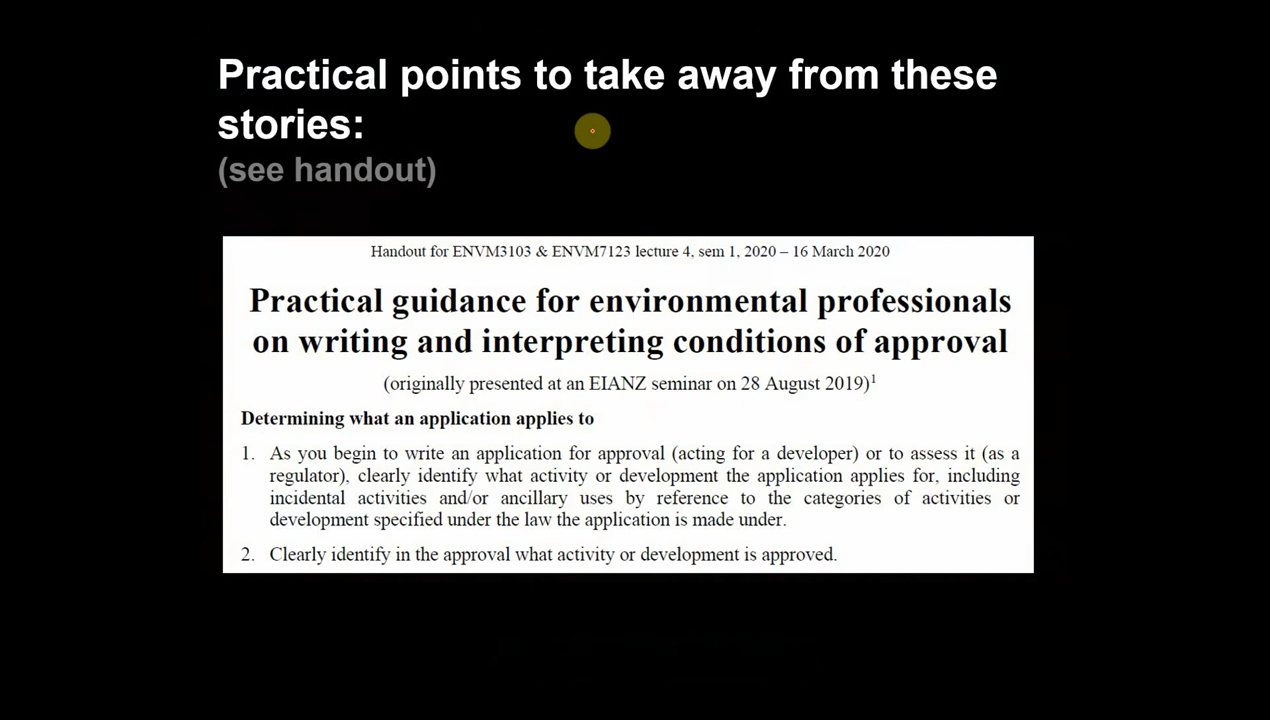 Practical points to take away from these
stories:
(see handout)
Handout for ENVM3103 & ENVM7123 lecture 4, sem 1, 2020 – 16 March 2020
Practical guidance for environmental professionals
on writing and interpreting conditions of approval
(originally presented at an EIANZ seminar on 28 August 2019)¹
Determining what an application applies to
1. As you begin to write an application for approval (acting for a developer) or to assess it (as a
regulator), clearly identify what activity or development the application applies for, including
incidental activities and/or ancillary uses by reference to the categories of activities or
development specified under the law the application is made under.
2. Clearly identify in the approval what activity or development is approved.